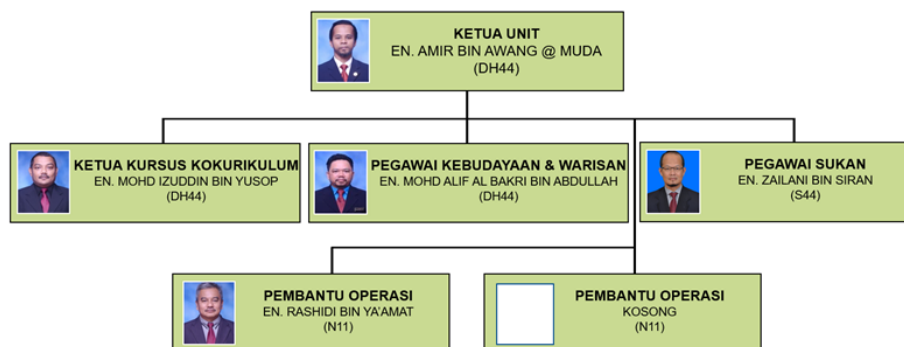 KETUA UNIT
EN. AMIR BIN AWANG @ MUDA
(DH44)
KETUA KURSUS KOKURIKULUM
EN. MOHD IZUDDIN BIN YUSOP
(DH44)
PEGAWAI KEBUDAYAAN & WARISAN
EN. MOHD ALIF AL BAKRI BIN ABDULLAH
(DH44)
PEGAWAI SUKAN
EN. ZAILANI BIN SIRAN
(S44)
PEMBANTU OPERASI
EN. RASHIDI BIN YA'AMAT
(N11)
PEMBANTU OPERASI
KOSONG
(N11)